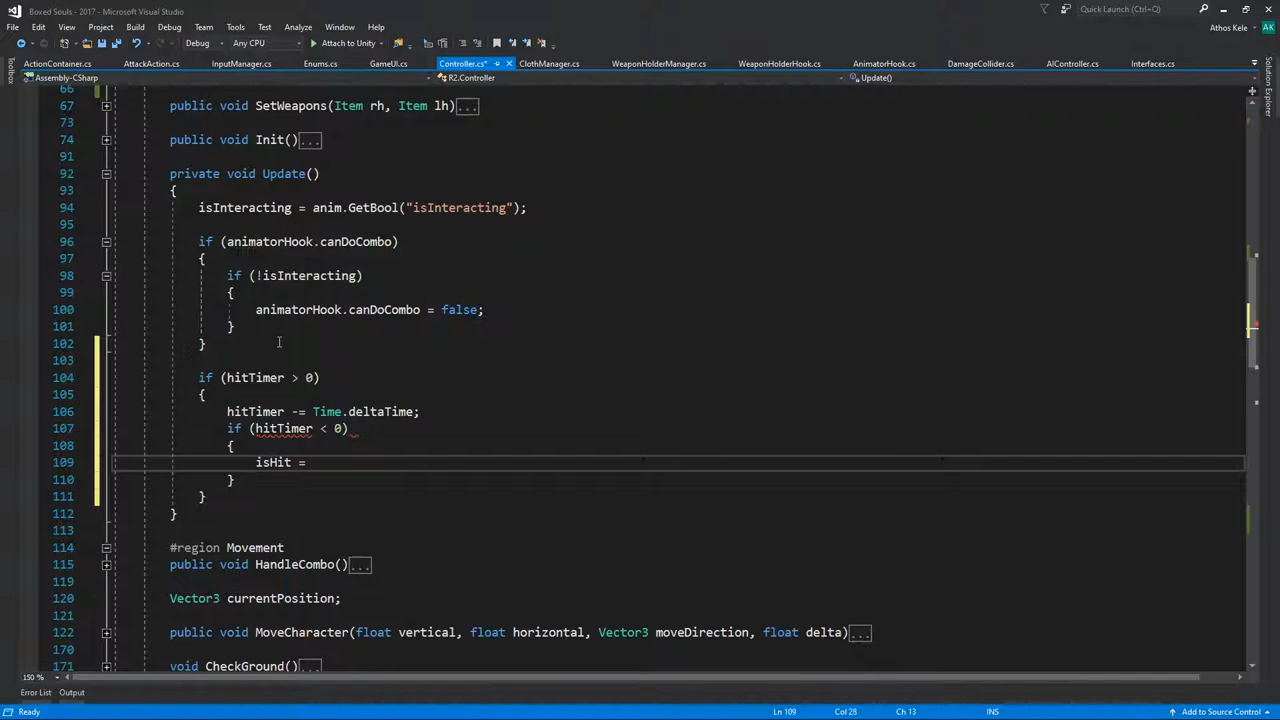 Boxed Souls - 2017 - Microsoft Visual Studio
Quick Launch (Ctrl+Q)
File Edit View Project Build Debug Team Tools Test Analyze Window Help
Athos Kele AK
Debug Any CPU Attach to Unity
ActionContainer.cs AttackAction.cs InputManager.cs Enums.cs GameUI.cs Controller.cs* ClothManager.cs WeaponHolderManager.cs WeaponHolderHook.cs AnimatorHook.cs DamageCollider.cs AIController.cs Interfaces.cs
Assembly-CSharp R2.Controller Update()
Toolbox
Solution Explorer
66
67 public void SetWeapons(Item rh, Item lh)...
73
74 public void Init()...
91
92 private void Update()
93 {
94 isInteracting = anim.GetBool("isInteracting");
95
96 if (animatorHook.canDoCombo)
97 {
98 if (!isInteracting)
99 {
100 animatorHook.canDoCombo = false;
101 }
102 }
103
104 if (hitTimer > 0)
105 {
106 hitTimer -= Time.deltaTime;
107 if (hitTimer < 0)
108 {
109 isHit =
110 }
111 }
112 }
113
114 #region Movement
115 public void HandleCombo()...
119
120 Vector3 currentPosition;
121
122 public void MoveCharacter(float vertical, float horizontal, Vector3 moveDirection, float delta)...
170
171 void CheckGround()...
150 %
Error List Output
Ready Ln 109 Col 28 Ch 13 INS Add to Source Control